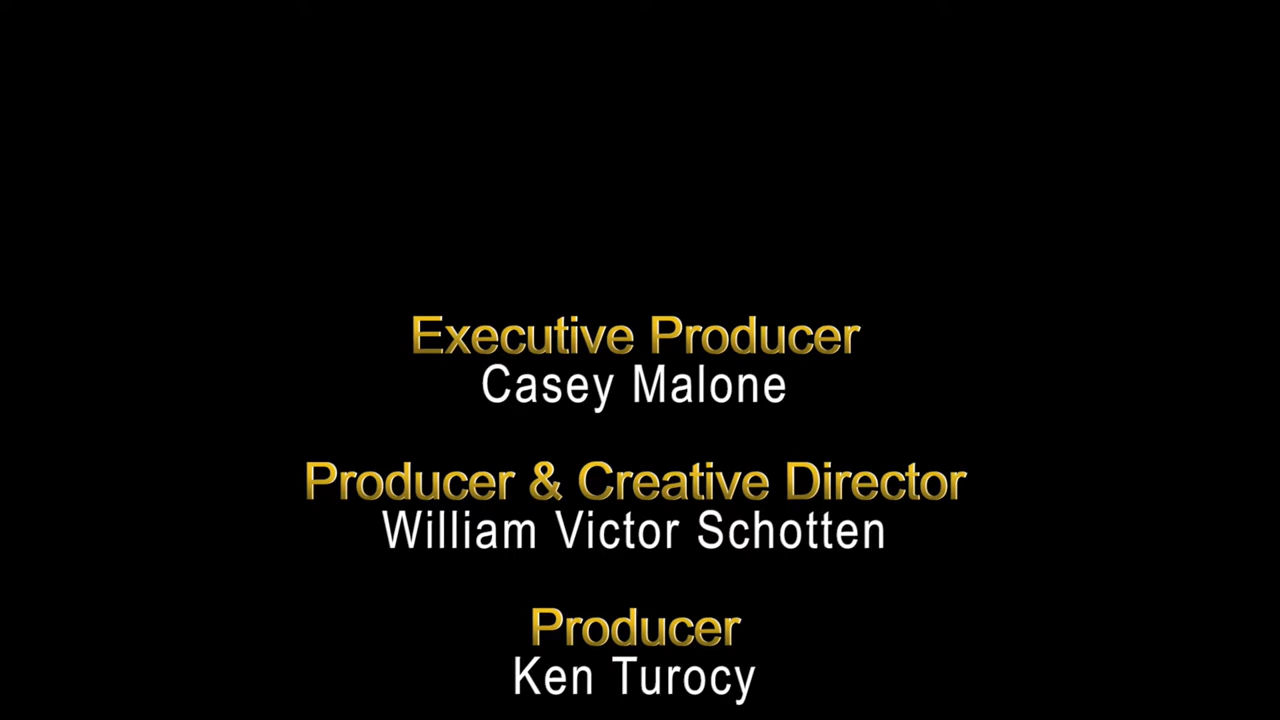 Executive Producer
Casey Malone
Producer & Creative Director
William Victor Schotten
Producer
Ken Turocy